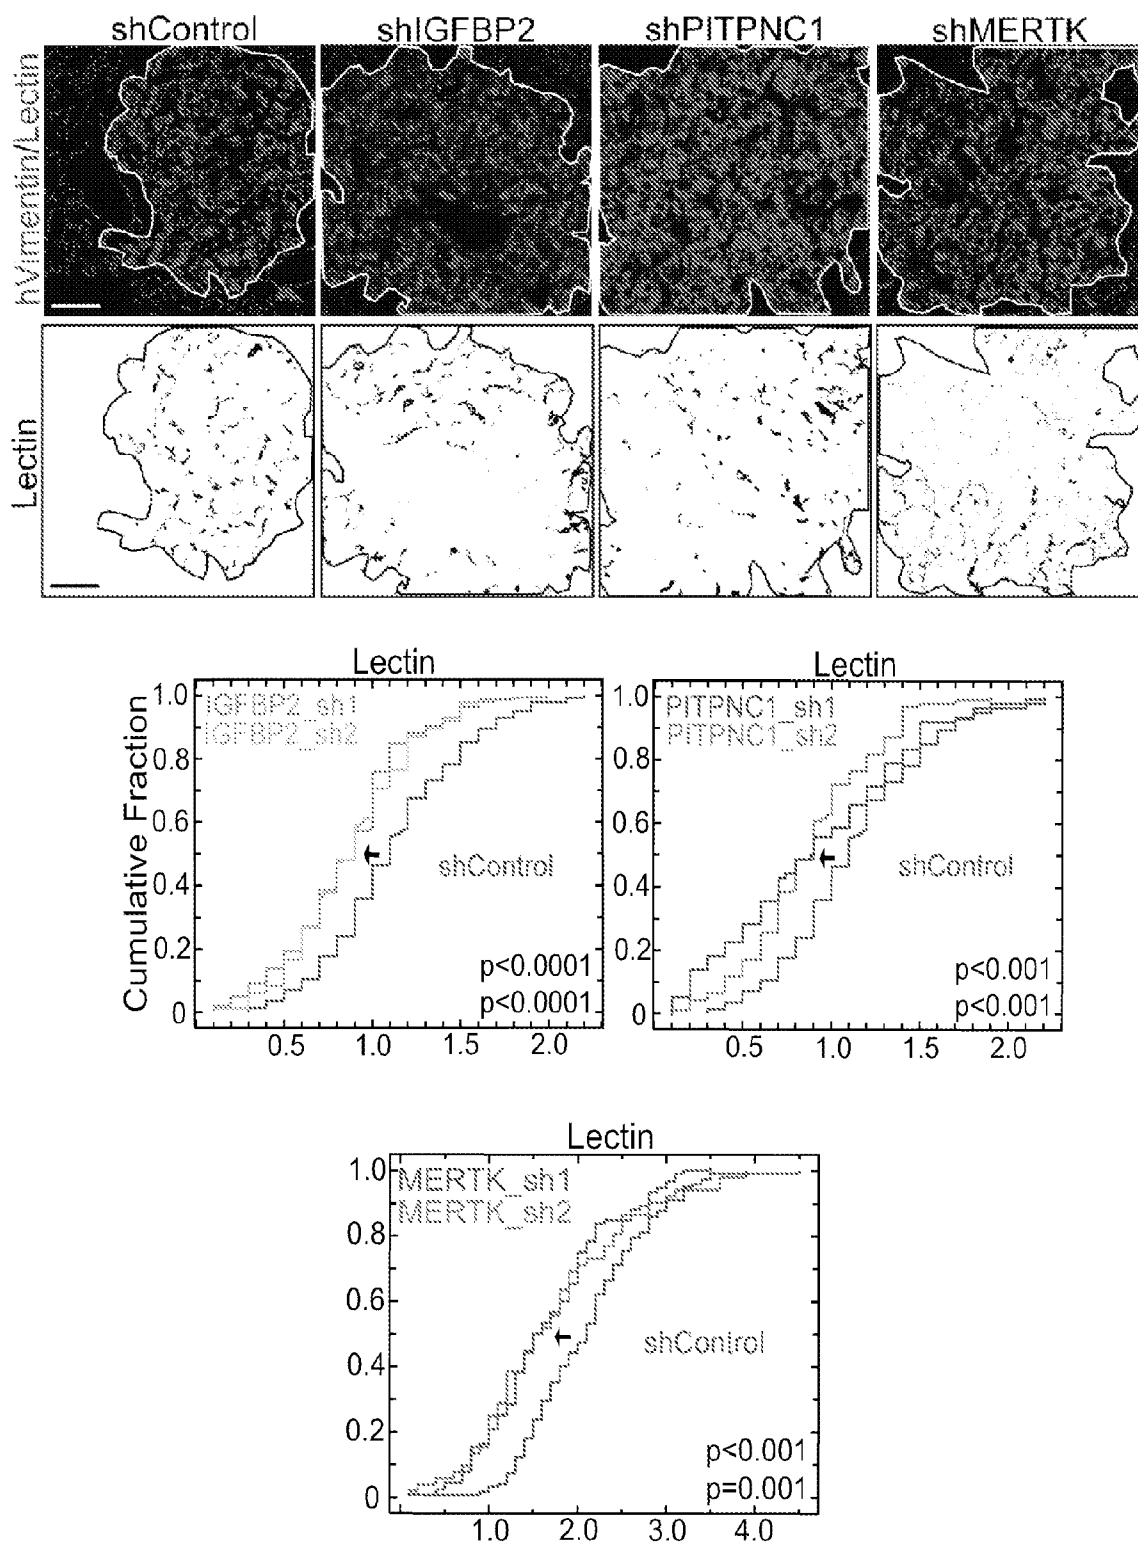 shControl shIGFBP2 shPITPNC1 shMERTK
hVimentin/Lectin
Lectin
Lectin
Cumulative Fraction
1.0
0.8
0.6
0.4
0.2
0
IGFBP2_sh1
IGFBP2_sh2
shControl
p<0.0001
p<0.0001
0.5 1.0 1.5 2.0
Lectin
1.0
0.8
0.6
0.4
0.2
0
PITPNC1_sh1
PITPNC1_sh2
shControl
p<0.001
p<0.001
0.5 1.0 1.5 2.0
Lectin
1.0
0.8
0.6
0.4
0.2
0
MERTK_sh1
MERTK_sh2
shControl
p<0.001
p=0.001
1.0 2.0 3.0 4.0